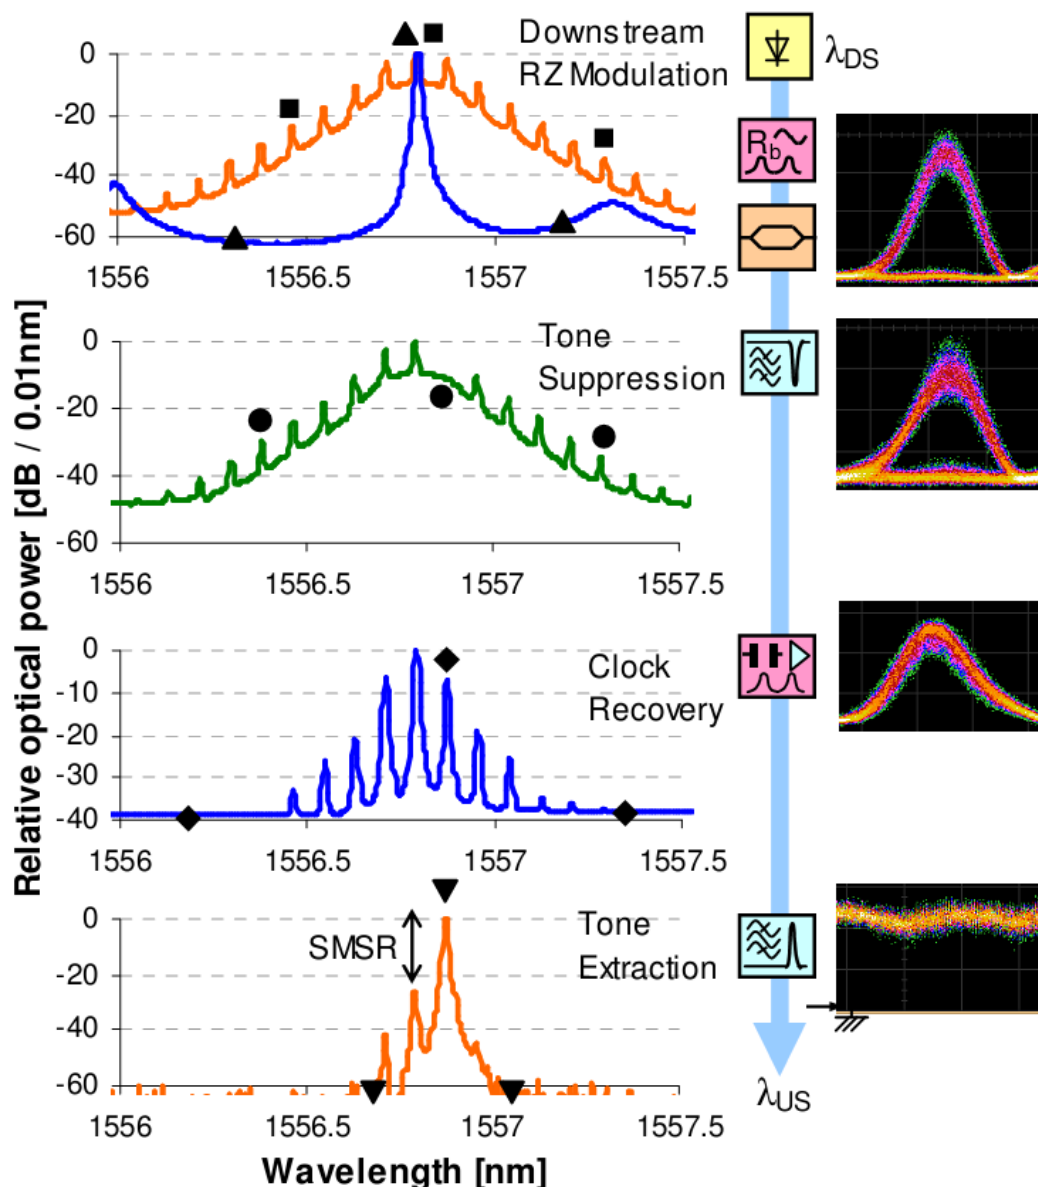 Downstream
RZ Modulation
λDS
Rb
0
-20
-40
-60
1556 1556.5 1557 1557.5
Tone
Suppression
0
-20
-40
-60
1556 1556.5 1557 1557.5
Clock
Recovery
0
-10
-20
-30
-40
1556 1556.5 1557 1557.5
Tone
Extraction
SMSR
0
-20
-40
-60
1556 1556.5 1557 1557.5
λUS
Relative optical power [dB / 0.01nm]
Wavelength [nm]